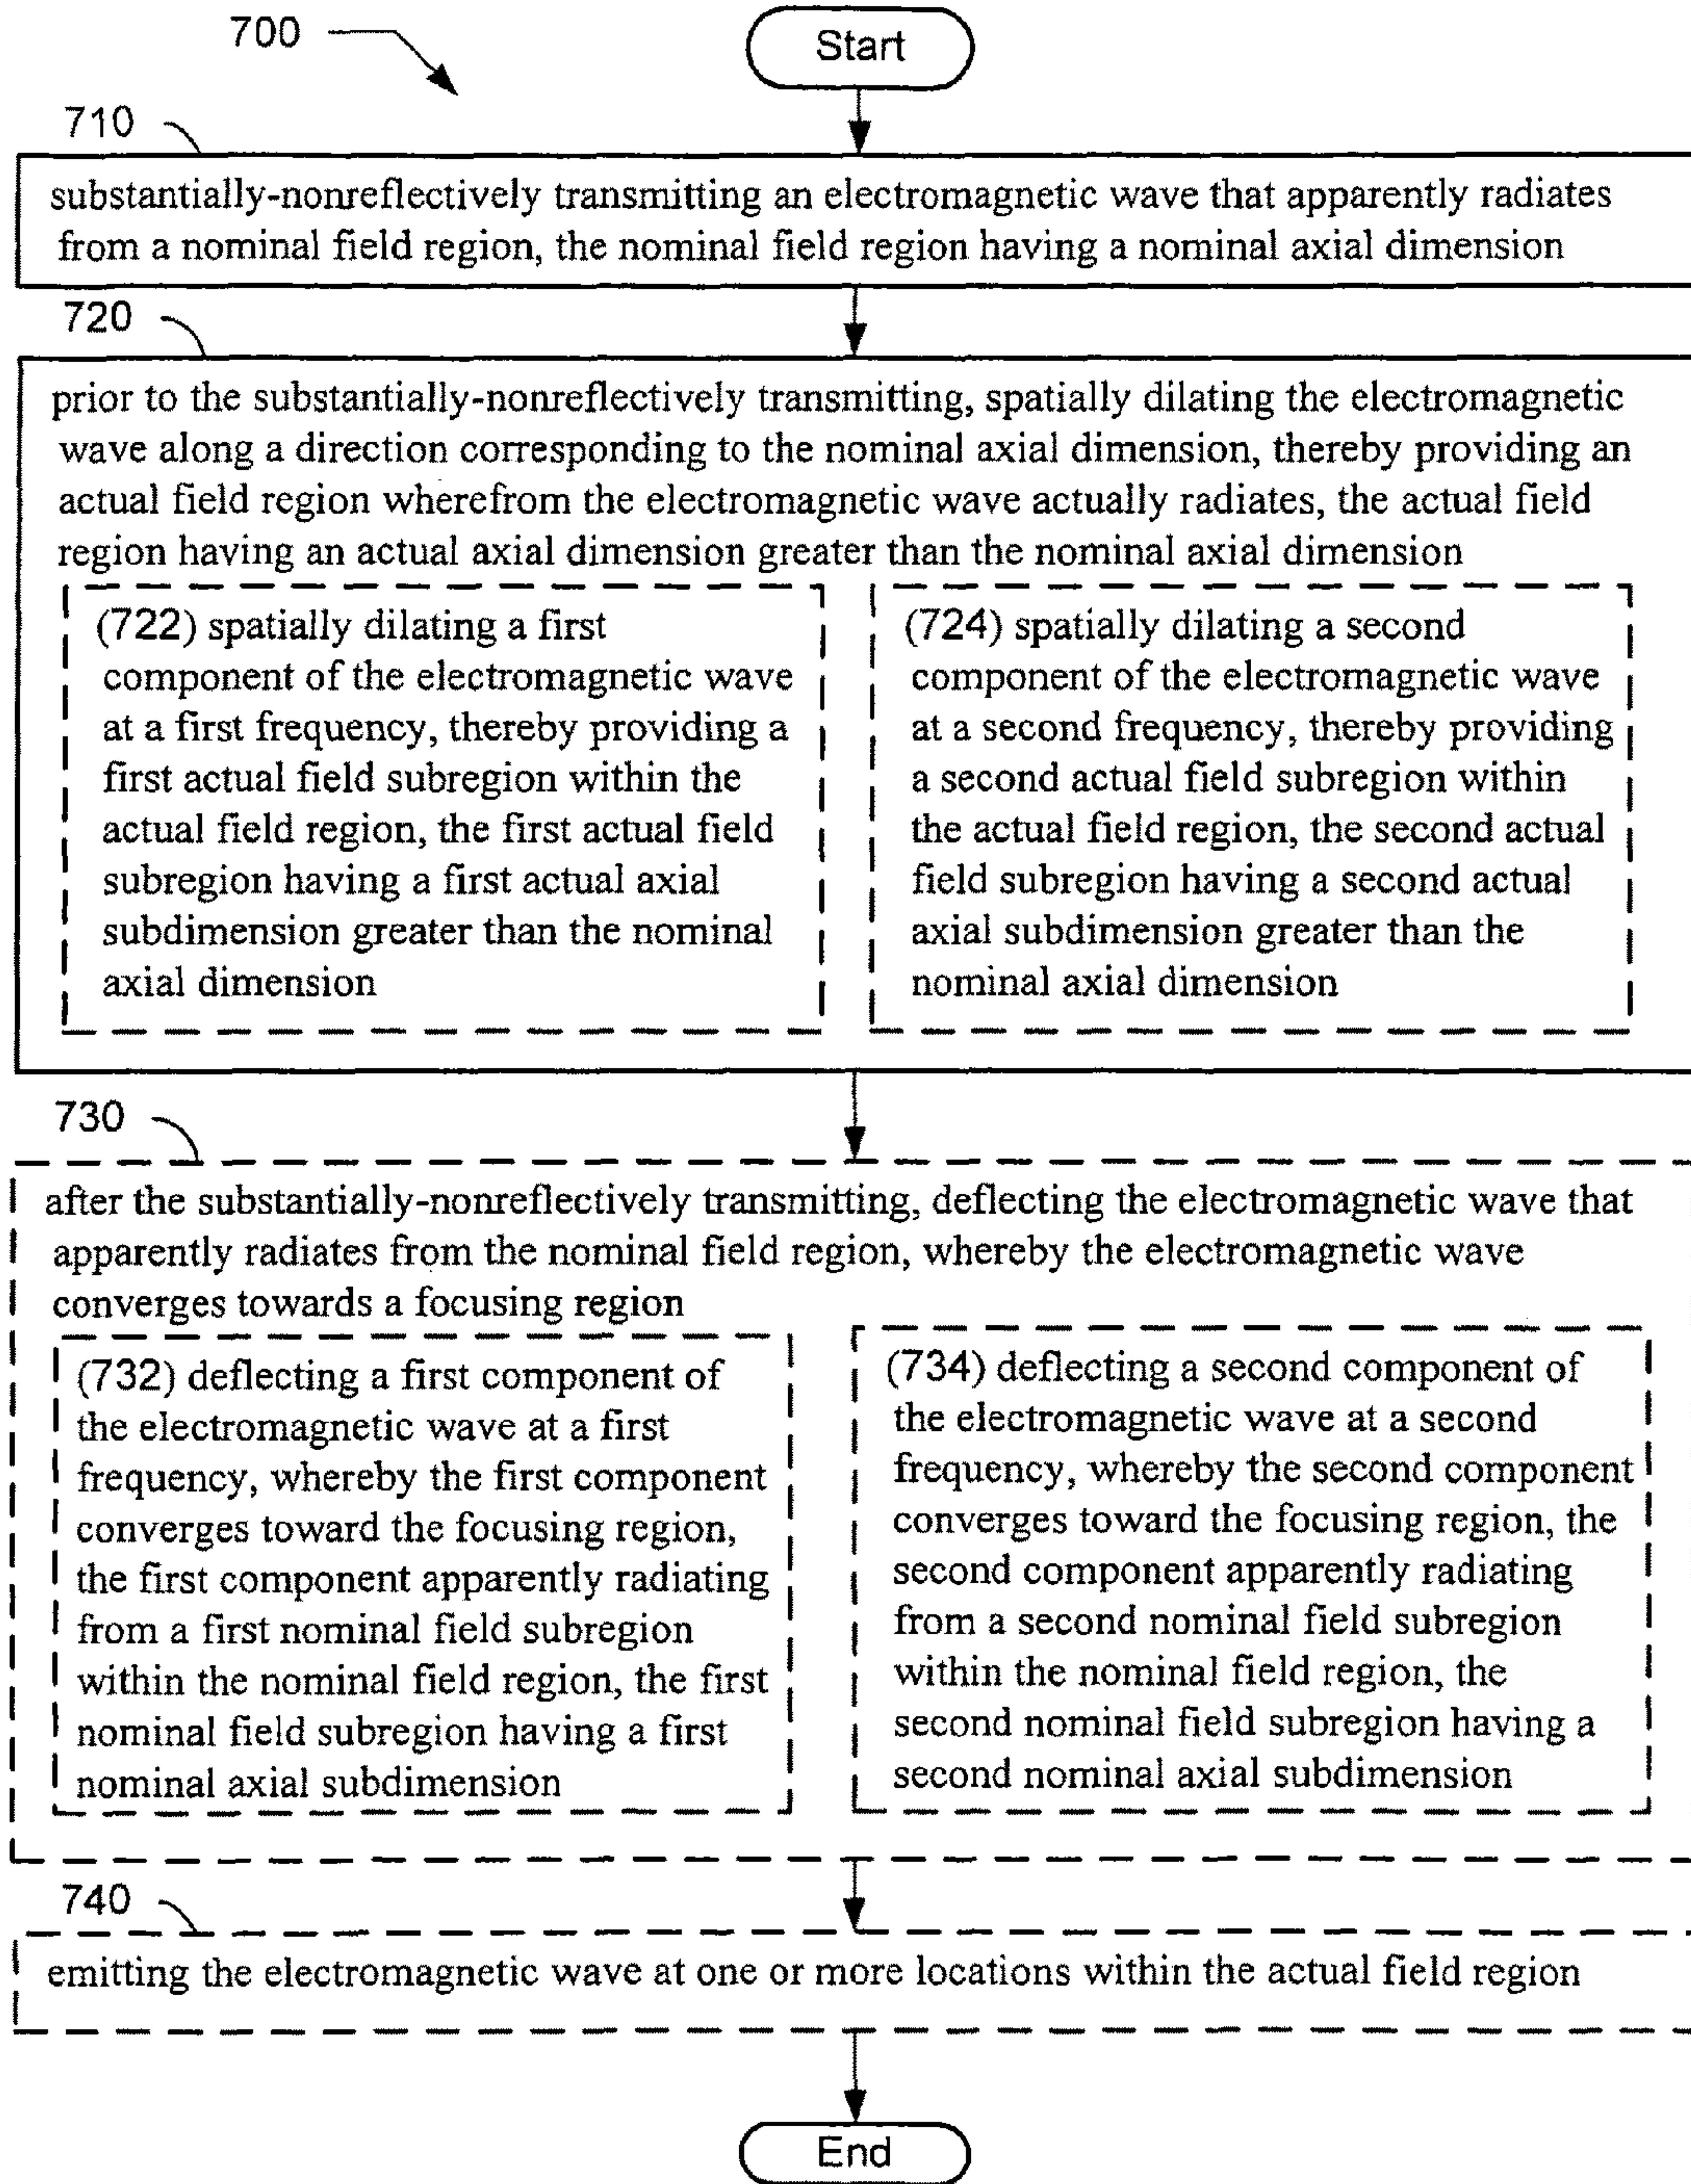 700
Start
710
substantially-nonreflectively transmitting an electromagnetic wave that apparently radiates
from a nominal field region, the nominal field region having a nominal axial dimension
720
prior to the substantially-nonreflectively transmitting, spatially dilating the electromagnetic
wave along a direction corresponding to the nominal axial dimension, thereby providing an
actual field region wherefrom the electromagnetic wave actually radiates, the actual field
region having an actual axial dimension greater than the nominal axial dimension
(722) spatially dilating a first
component of the electromagnetic wave
at a first frequency, thereby providing a
first actual field subregion within the
actual field region, the first actual field
subregion having a first actual axial
subdimension greater than the nominal
axial dimension
(724) spatially dilating a second
component of the electromagnetic wave
at a second frequency, thereby providing
a second actual field subregion within
the actual field region, the second actual
field subregion having a second actual
axial subdimension greater than the
nominal axial dimension
730
after the substantially-nonreflectively transmitting, deflecting the electromagnetic wave that
apparently radiates from the nominal field region, whereby the electromagnetic wave
converges towards a focusing region
(732) deflecting a first component of
the electromagnetic wave at a first
frequency, whereby the first component
converges toward the focusing region,
the first component apparently radiating
from a first nominal field subregion
within the nominal field region, the first
nominal field subregion having a first
nominal axial subdimension
(734) deflecting a second component of
the electromagnetic wave at a second
frequency, whereby the second component
converges toward the focusing region, the
second component apparently radiating
from a second nominal field subregion
within the nominal field region, the
second nominal field subregion having a
second nominal axial subdimension
740
emitting the electromagnetic wave at one or more locations within the actual field region
End